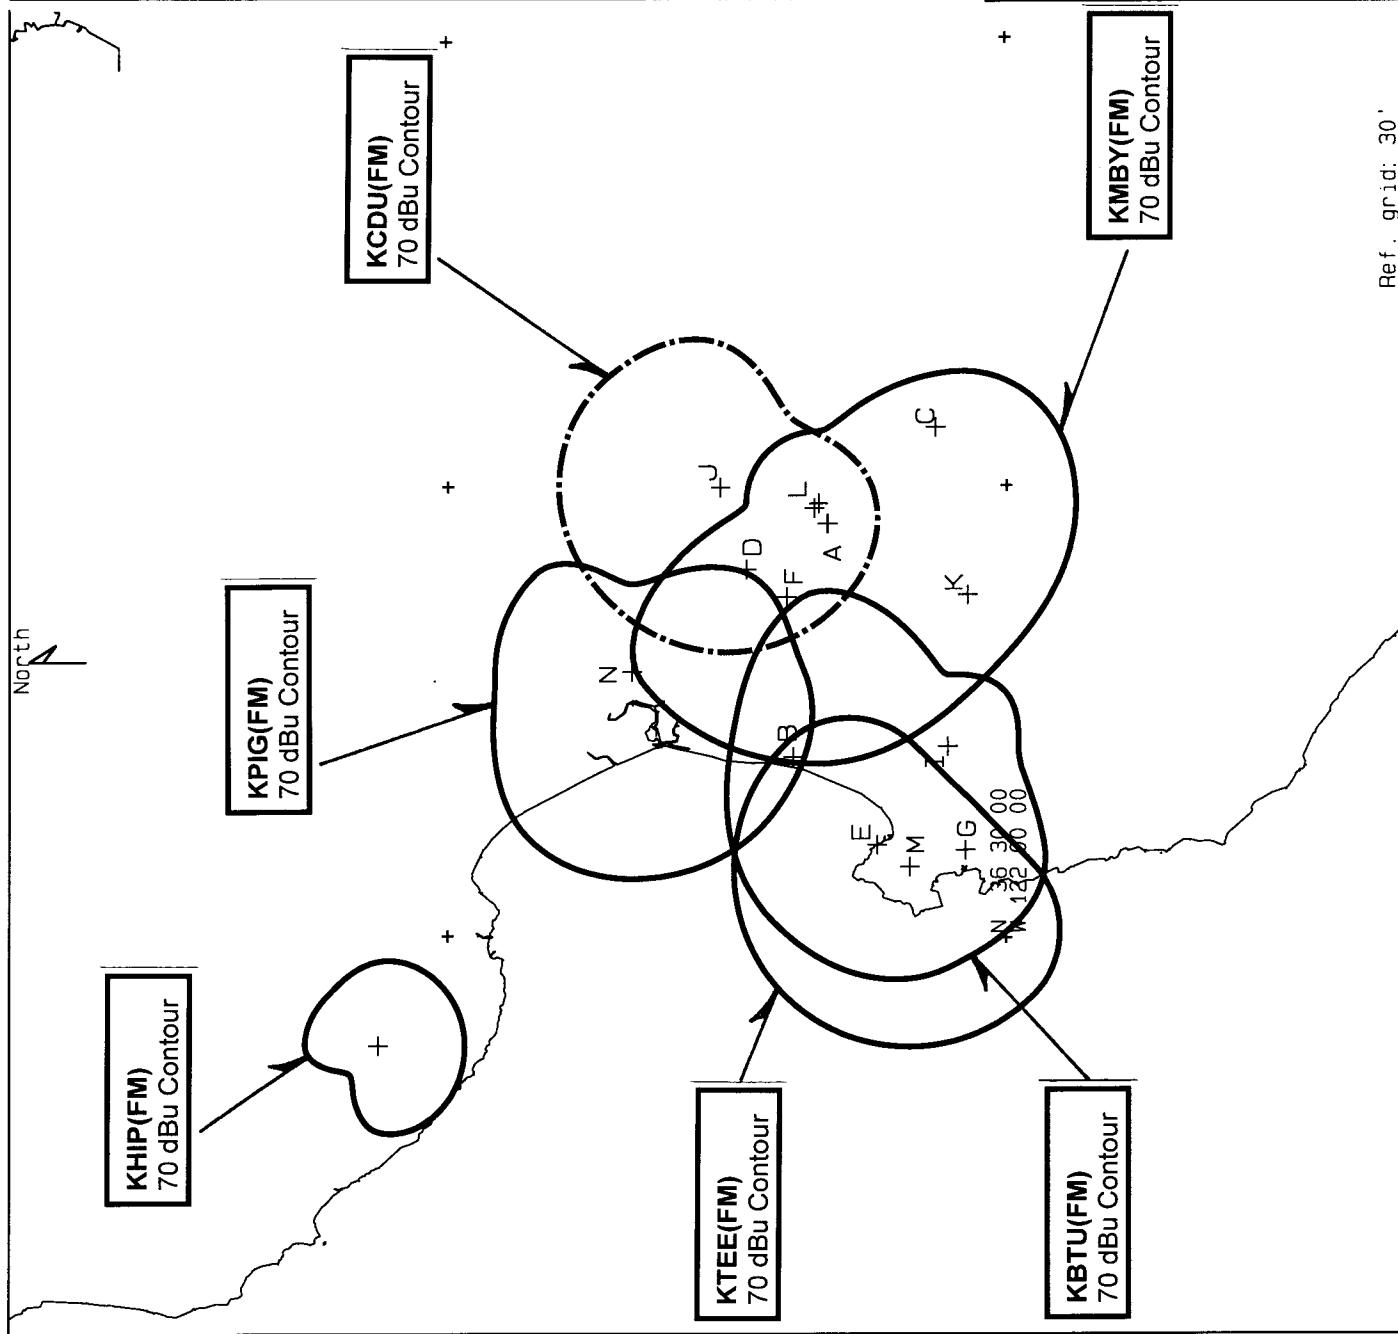 North
KCDU(FM)
70 dBu Contour
KMBY(FM)
70 dBu Contour
KPIG(FM)
70 dBu Contour
KHIP(FM)
70 dBu Contour
KTEE(FM)
70 dBu Contour
KBTU(FM)
70 dBu Contour
J
C
L
D
A
F
K
N
B
E
M
G
N 36 30 00
W 122 00 00
Ref. grid: 30'